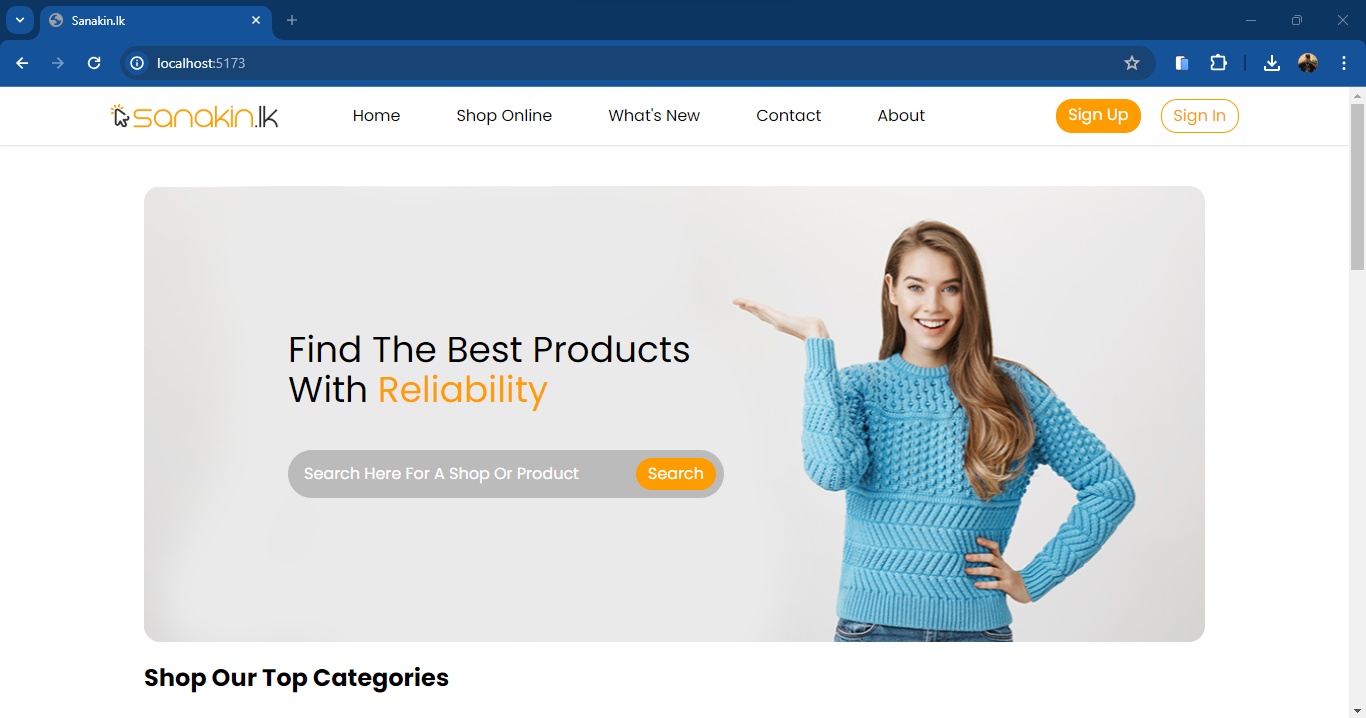 Sanakin.lk
localhost:5173
sanakin.lk
Home
Shop Online
What's New
Contact
About
Sign Up
Sign In
Find The Best Products
With Reliability
Search Here For A Shop Or Product
Search
Shop Our Top Categories